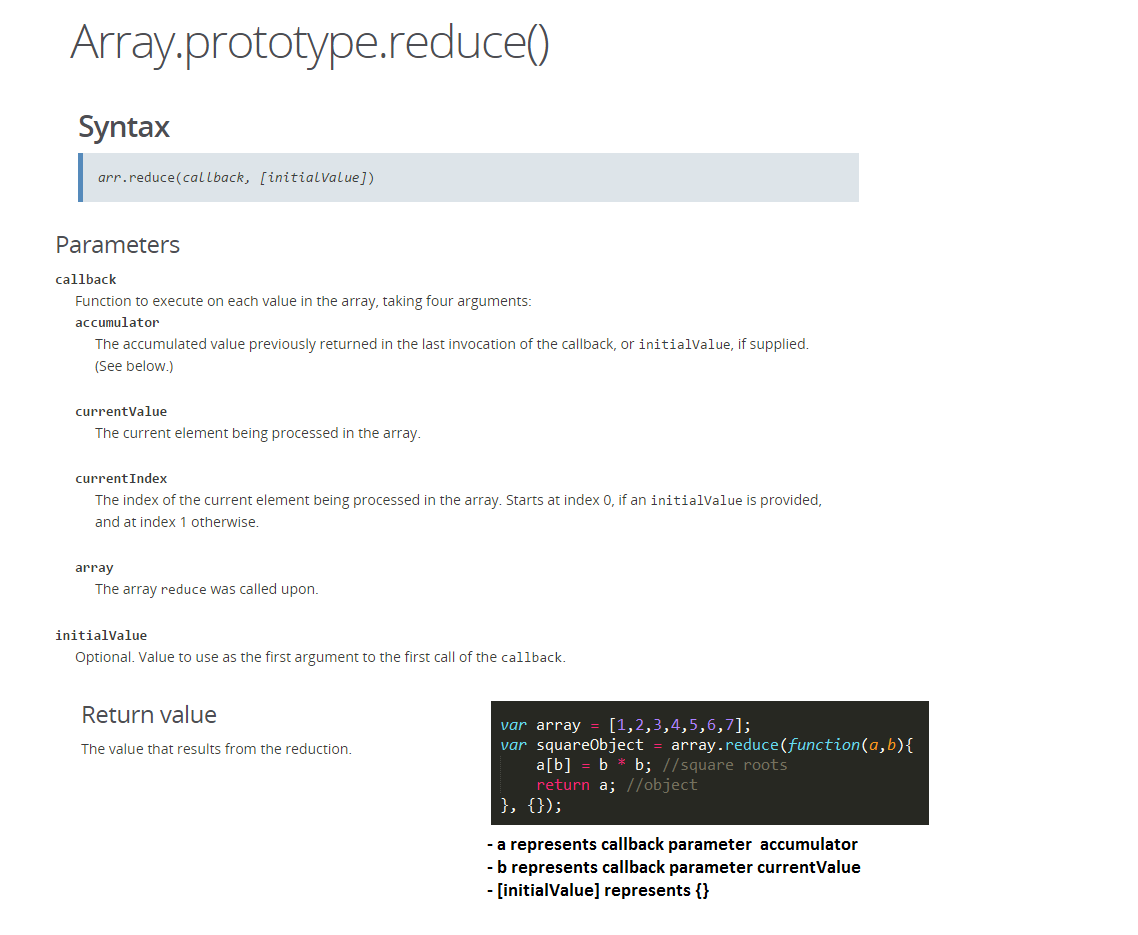 Array.prototype.reduce()
Syntax
arr.reduce(callback, [initialValue])
Parameters
callback
Function to execute on each value in the array, taking four arguments:
accumulator
The accumulated value previously returned in the last invocation of the callback, or initialValue, if supplied.
(See below.)
currentValue
The current element being processed in the array.
currentIndex
The index of the current element being processed in the array. Starts at index 0, if an initialValue is provided,
and at index 1 otherwise.
array
The array reduce was called upon.
initialValue
Optional. Value to use as the first argument to the first call of the callback.
Return value
The value that results from the reduction.
var array = [1,2,3,4,5,6,7];
var squareObject = array.reduce(function(a,b){
    a[b] = b * b; //square roots
    return a; //object
}, {});
- a represents callback parameter  accumulator
- b represents callback parameter currentValue
- [initialValue] represents {}